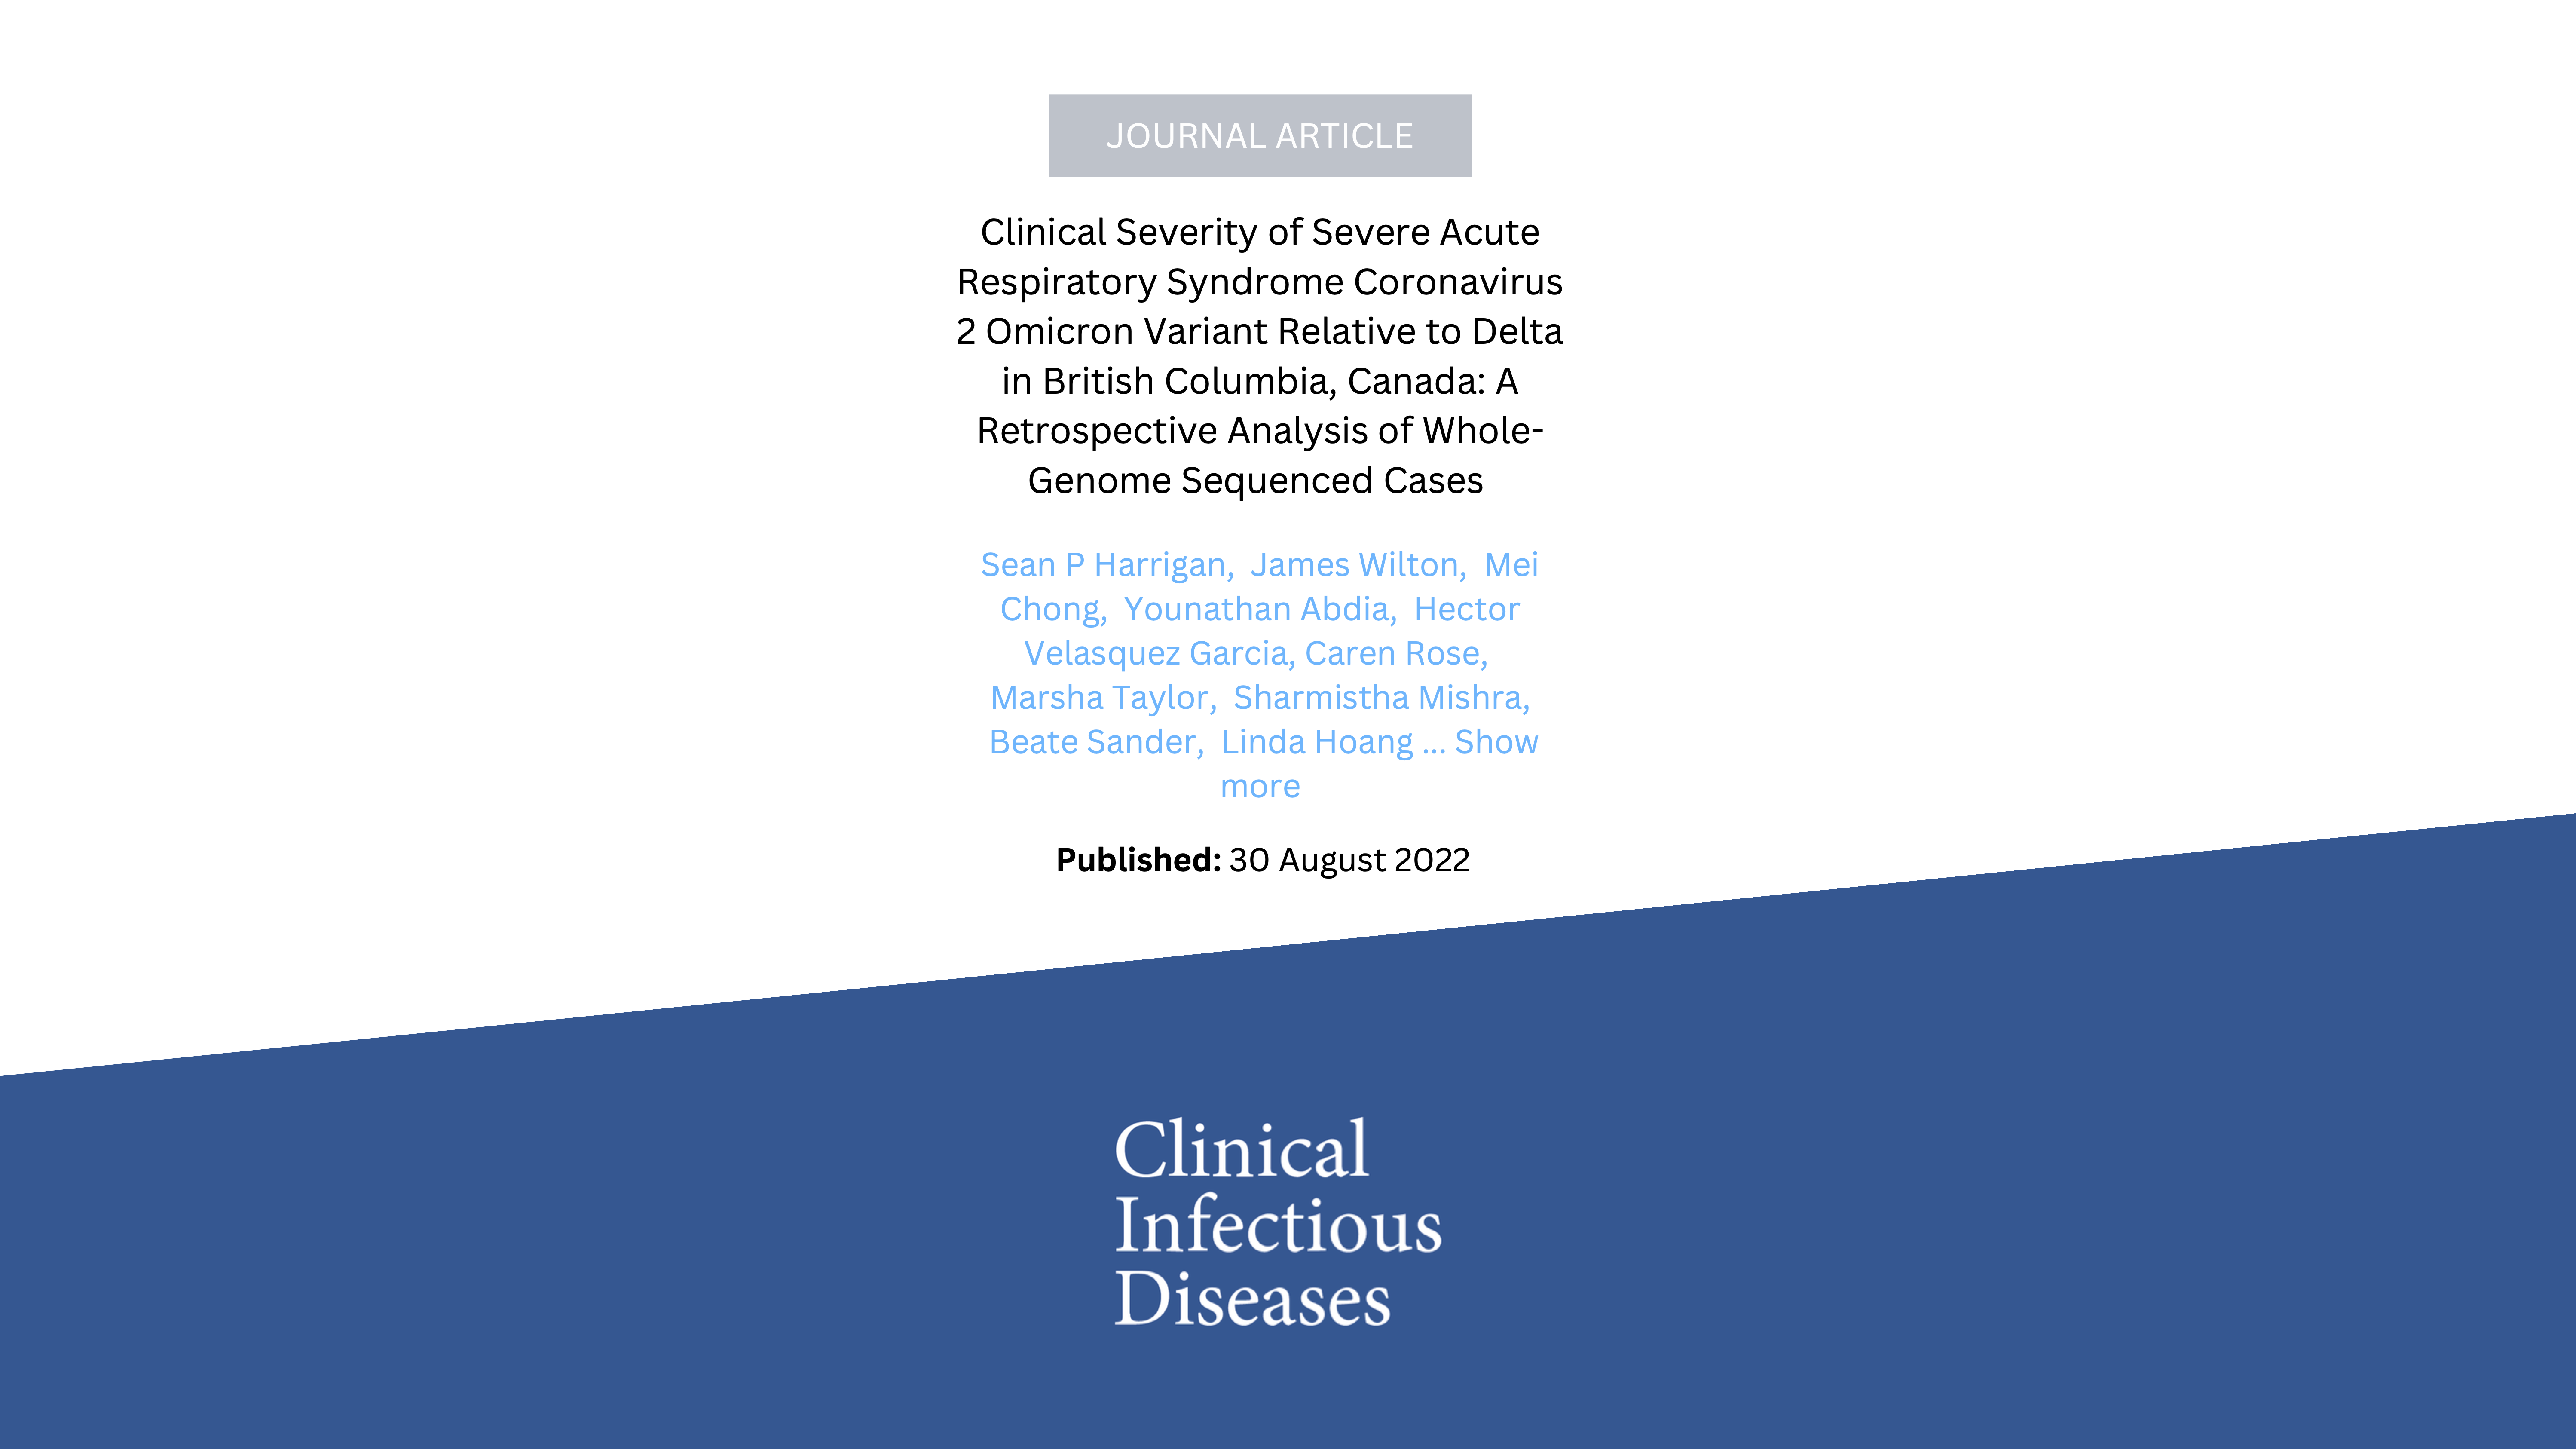 JOURNAL ARTICLE
Clinical Severity of Severe Acute
Respiratory Syndrome Coronavirus
2 Omicron Variant Relative to Delta
in British Columbia, Canada: A
Retrospective Analysis of Whole-
Genome Sequenced Cases
Sean P Harrigan, James Wilton, Mei
Chong, Younathan Abdia, Hector
Velasquez Garcia, Caren Rose,
Marsha Taylor, Sharmistha Mishra,
Beate Sander, Linda Hoang ... Show
more
Published: 30 August 2022
Clinical
Infectious
Diseases